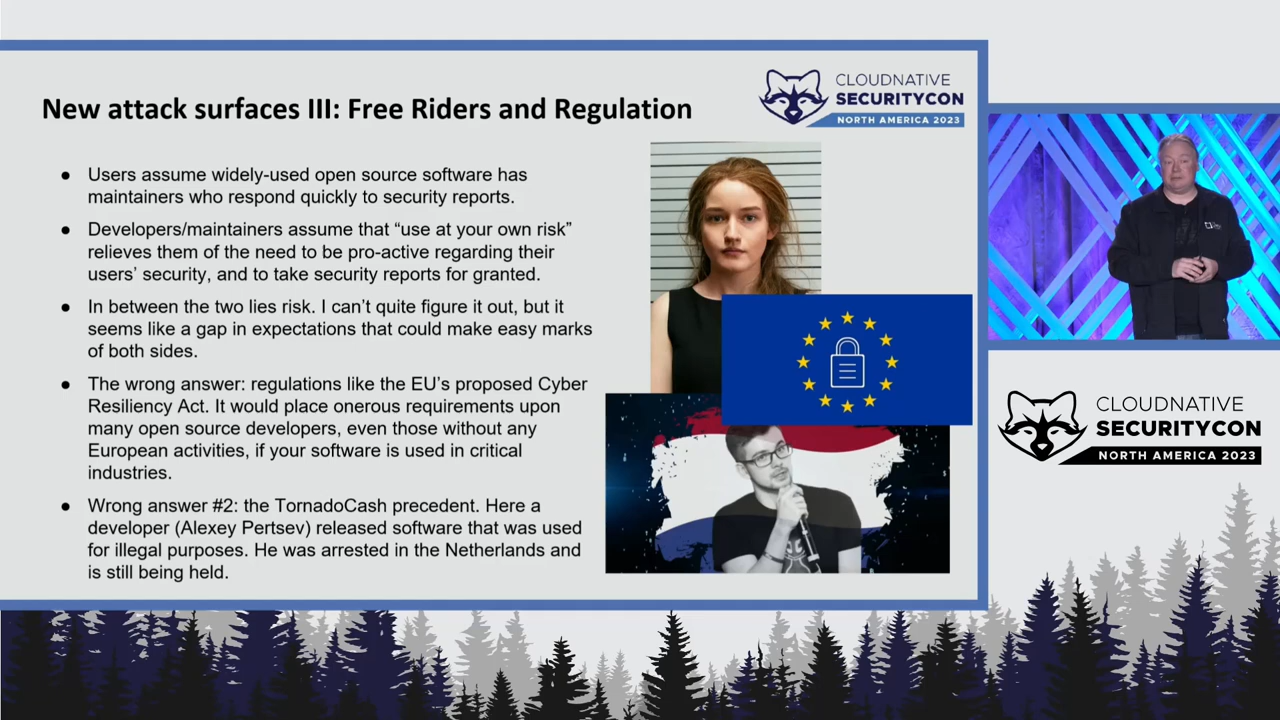 New attack surfaces III: Free Riders and Regulation
CLOUDNATIVE
SECURITYCON
NORTH AMERICA 2023
● Users assume widely-used open source software has
maintainers who respond quickly to security reports.
● Developers/maintainers assume that “use at your own risk”
relieves them of the need to be pro-active regarding their
users’ security, and to take security reports for granted.
● In between the two lies risk. I can’t quite figure it out, but it
seems like a gap in expectations that could make easy marks
of both sides.
● The wrong answer: regulations like the EU’s proposed Cyber
Resiliency Act. It would place onerous requirements upon
many open source developers, even those without any
European activities, if your software is used in critical
industries.
● Wrong answer #2: the TornadoCash precedent. Here a
developer (Alexey Pertsev) released software that was used
for illegal purposes. He was arrested in the Netherlands and
is still being held.
CLOUDNATIVE
SECURITYCON
NORTH AMERICA 2023